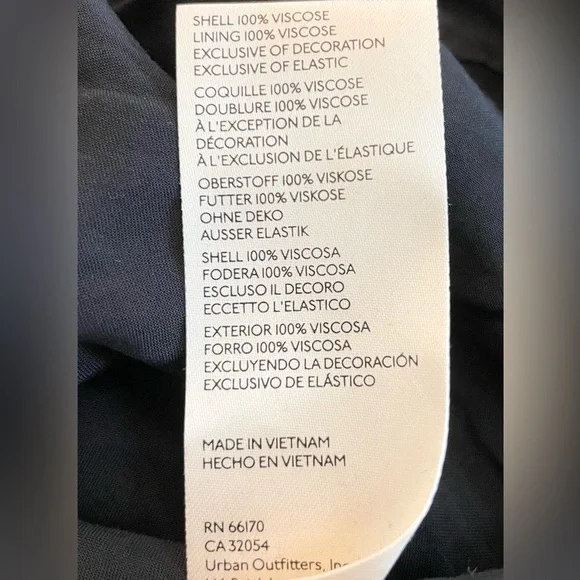 SHELL 100% VISCOSE
LINING 100% VISCOSE
EXCLUSIVE OF DECORATION
EXCLUSIVE OF ELASTIC
COQUILLE 100% VISCOSE
DOUBLURE 100% VISCOSE
À L'EXCEPTION DE LA
DÉCORATION
À L'EXCLUSION DE L'ÉLASTIQUE
OBERSTOFF 100% VISKOSE
FUTTER 100% VISKOSE
OHNE DEKO
AUSSER ELASTIK
SHELL 100% VISCOSA
FODERA 100% VISCOSA
ESCLUSO IL DECORO
ECCETTO L'ELASTICO
EXTERIOR 100% VISCOSA
FORRO 100% VISCOSA
EXCLUYENDO LA DECORACIÓN
EXCLUSIVO DE ELÁSTICO
MADE IN VIETNAM
HECHO EN VIETNAM
RN 66170
CA 32054
Urban Outfitters,